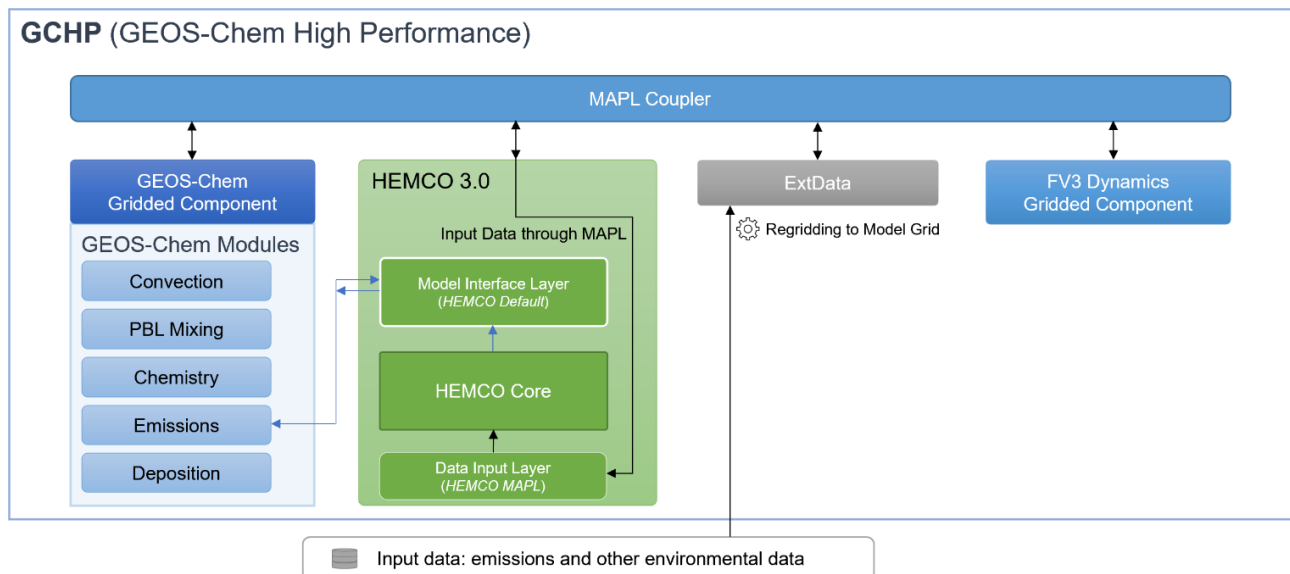 GCHP (GEOS-Chem High Performance)
MAPL Coupler
GEOS-Chem
Gridded Component
GEOS-Chem Modules
Convection
PBL Mixing
Chemistry
Emissions
Deposition
HEMCO 3.0
Input Data through MAPL
Model Interface Layer
(HEMCO Default)
HEMCO Core
Data Input Layer
(HEMCO MAPL)
ExtData
Regridding to Model Grid
FV3 Dynamics
Gridded Component
Input data: emissions and other environmental data